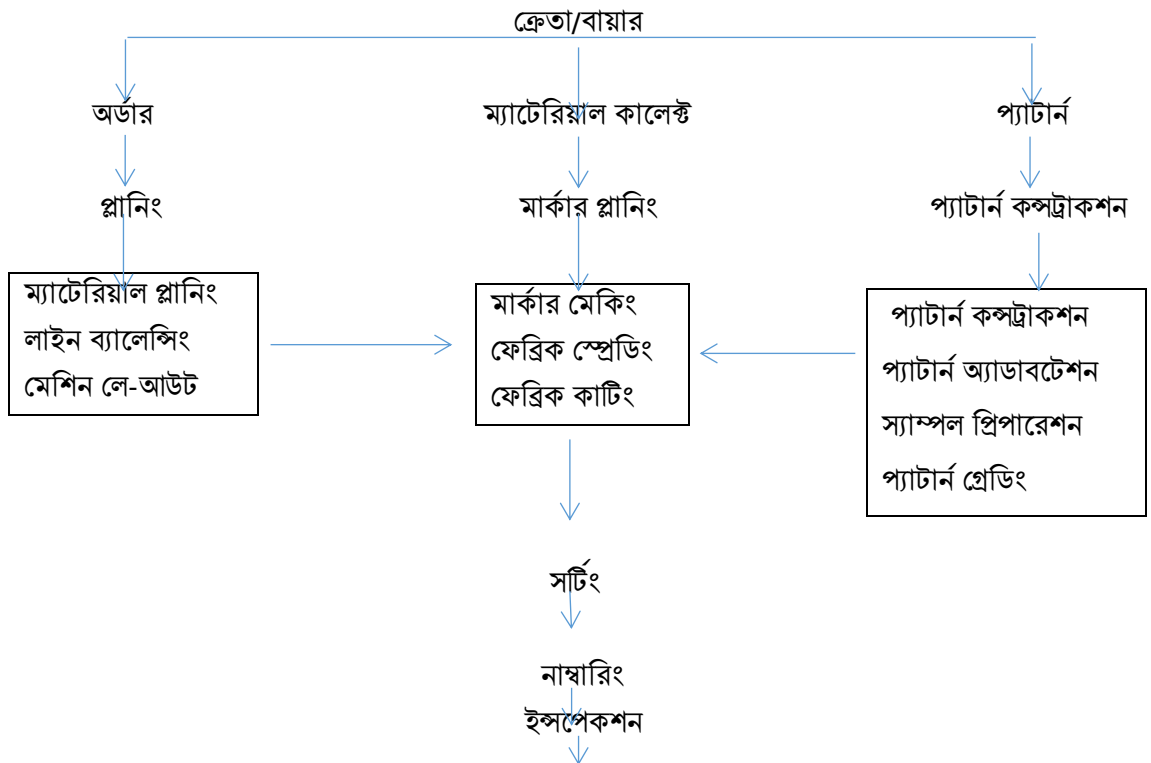 ক্রেতা/বায়ার
অর্ডার
ম্যাটেরিয়াল কালেক্ট
প্যাটার্ন
প্লানিং
মার্কার প্লানিং
প্যাটার্ন কন্সট্রাকশন
ম্যাটেরিয়াল প্লানিং
লাইন ব্যালেন্সিং
মেশিন লে-আউট
মার্কার মেকিং
ফেব্রিক স্প্রেডিং
ফেব্রিক কাটিং
প্যাটার্ন কন্সট্রাকশন
প্যাটার্ন অ্যাডাবটেশন
স্যাম্পল প্রিপারেশন
প্যাটার্ন গ্রেডিং
সর্টিং
নাম্বারিং
ইন্সপেকশন